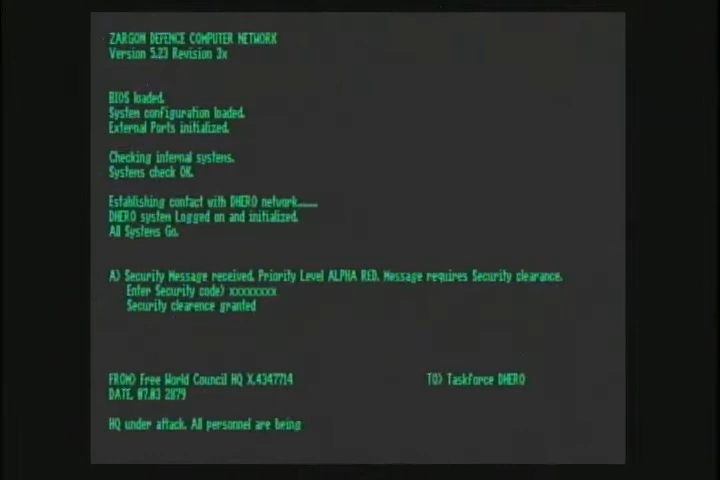 ZARGON DEFENCE COMPUTER NETWORK
Version 5.23 Revision 3x
BIOS loaded.
System configuration loaded.
External Ports initialized.
Checking internal systems.
Systems check OK.
Establishing contact with DHERO network......
DHERO system Logged on and initialized.
All Systems Go.
A) Security Message received. Priority Level ALPHA RED. Message requires Security clearance.
Enter Security code) xxxxxxxx
Security clearence granted
FROM) Free World Council HQ X.4347714 TO) Taskforce DHERO
DATE. 07.03 2079
HQ under attack. All personnel are being